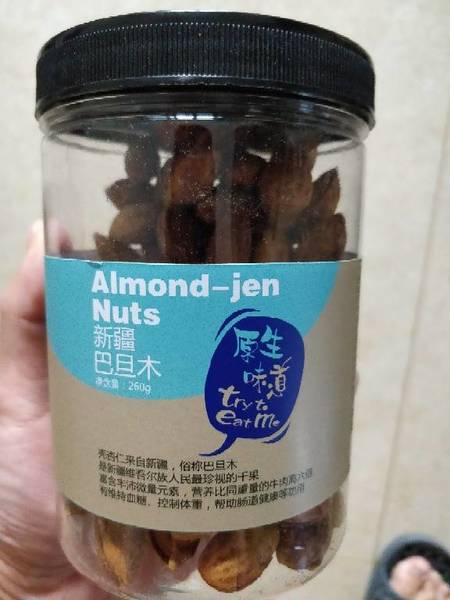 Almond-jen
Nuts
新疆
巴旦木
净含量：260g
原生
味道
try to
eat Me
壳杏仁来自新疆，俗称巴旦木
是新疆维吾尔族人民最珍视的干果
富含丰沛微量元素，营养比同重量的牛肉高六倍
有维持血糖、控制体重，帮助肠道健康等功用